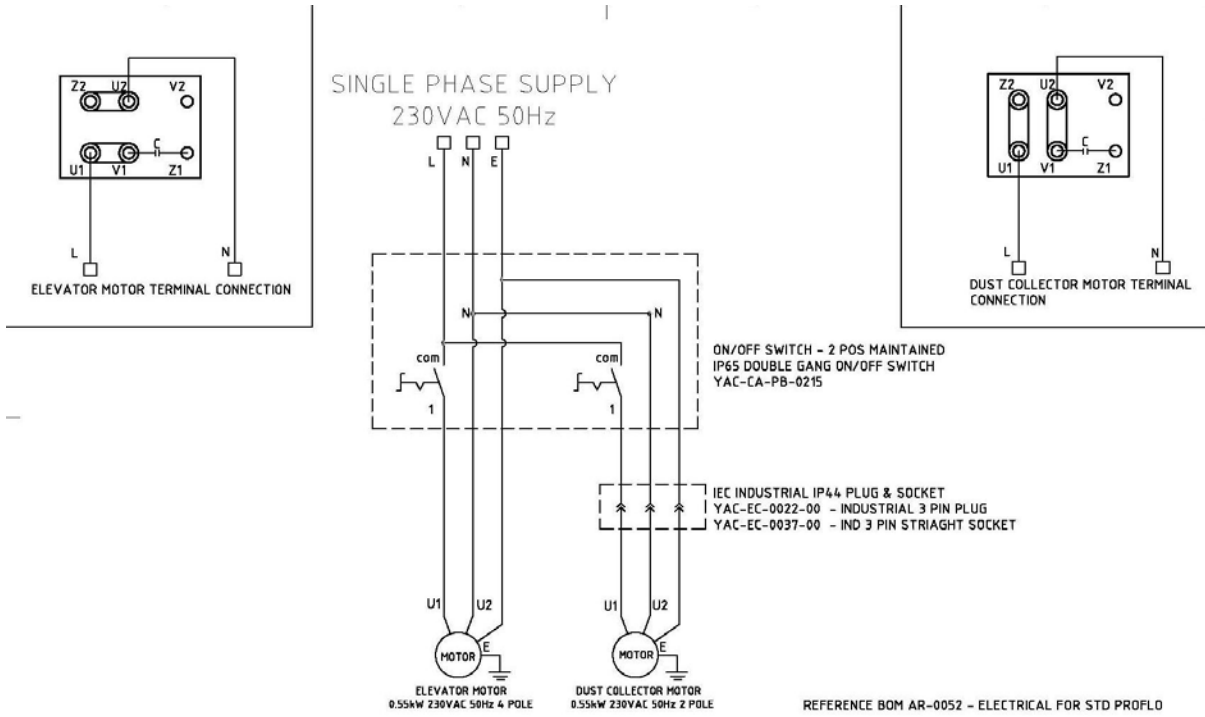 Z2 U2 V2
C
U1 V1 Z1
L N
ELEVATOR MOTOR TERMINAL CONNECTION
SINGLE PHASE SUPPLY
230VAC 50Hz
L N E
Z2 U2 V2
C
U1 V1 Z1
L N
DUST COLLECTOR MOTOR TERMINAL
CONNECTION
N N
com com
1 1
ON/OFF SWITCH - 2 POS MAINTAINED
IP65 DOUBLE GANG ON/OFF SWITCH
YAC-CA-PB-0215
IEC INDUSTRIAL IP44 PLUG & SOCKET
YAC-EC-0022-00 - INDUSTRIAL 3 PIN PLUG
YAC-EC-0037-00 - IND 3 PIN STRIAGHT SOCKET
U1 U2
E
MOTOR
ELEVATOR MOTOR
0.55kW 230VAC 50Hz 4 POLE
U1 U2
E
MOTOR
DUST COLLECTOR MOTOR
0.55kW 230VAC 50Hz 2 POLE
REFERENCE BOM AR-0052 - ELECTRICAL FOR STD PROFLO